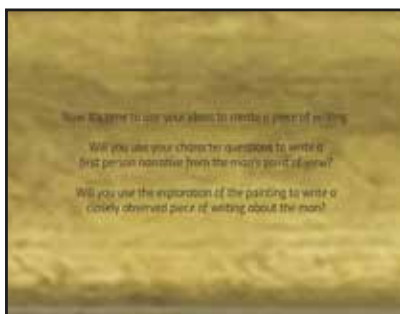 Now it's time to use your ideas to create a piece of writing
Will you use your character questions to write a
first person narrative from the man's point of view?
Will you use the exploration of the painting to write a
closely observed piece of writing about the man?